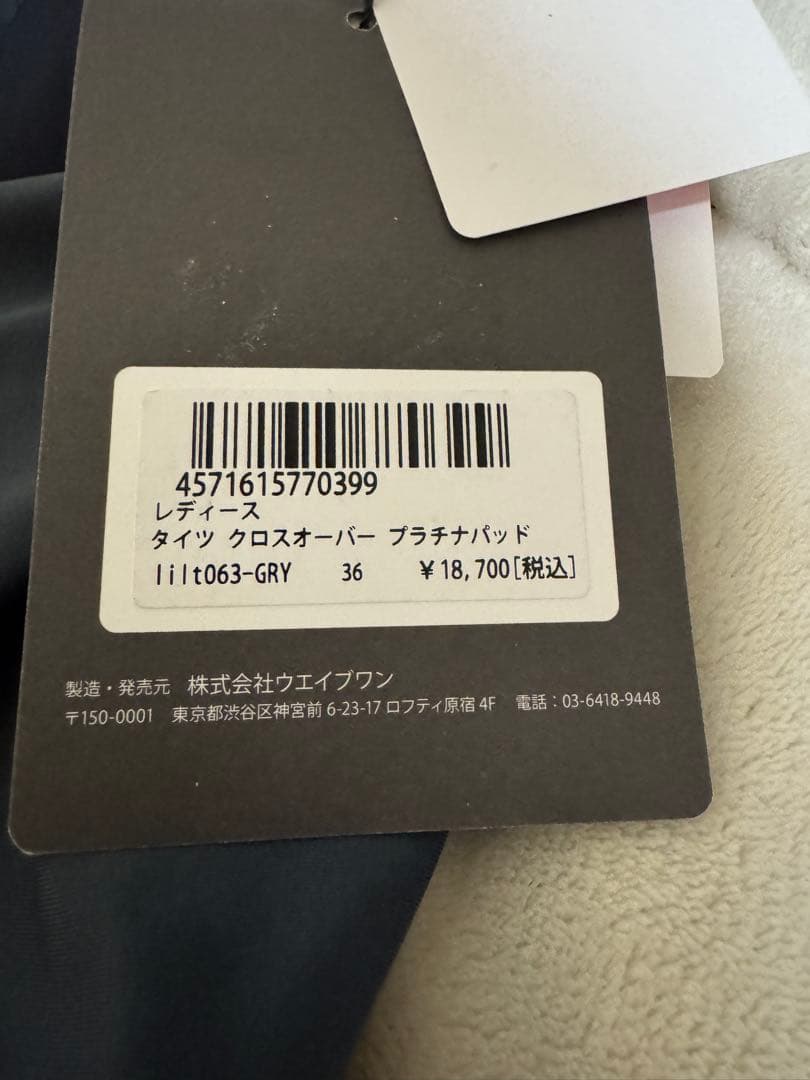 4571615770399
レディース
タイツ クロスオーバー プラチナパッド
lilt063-GRY 36 ￥18,700[税込]
製造・発売元 株式会社ウエイブワン
〒150-0001 東京都渋谷区神宮前 6-23-17 ロフティ原宿 4F 電話：03-6418-9448